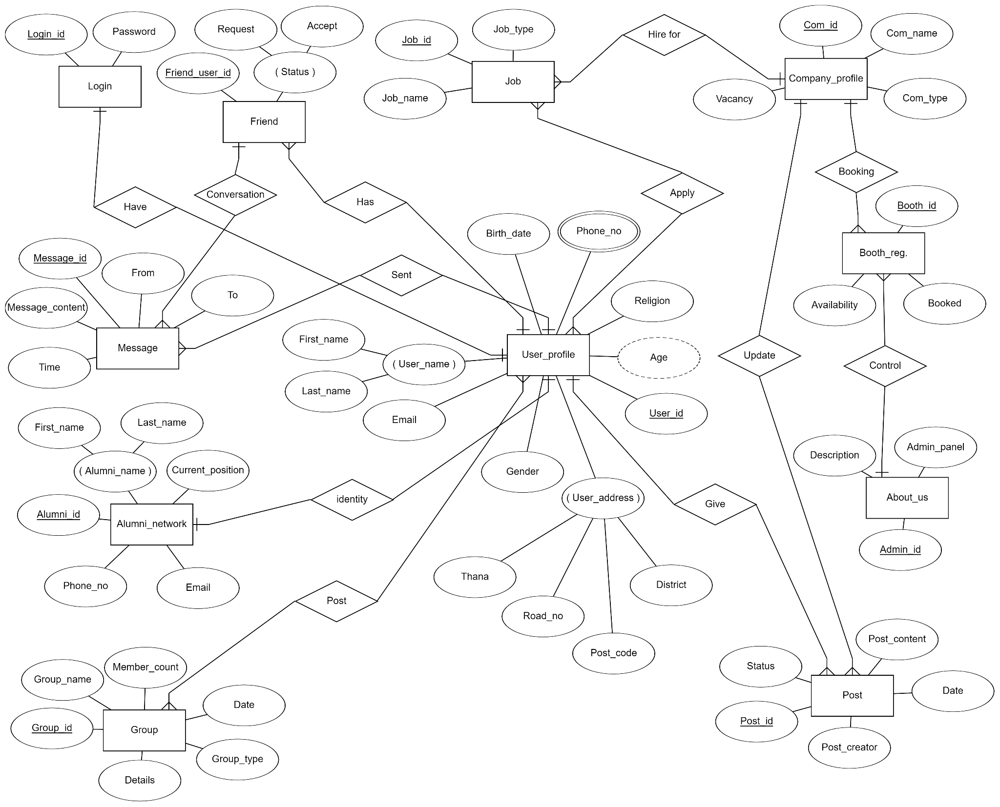 Login_id
Password
Request
Accept
Job_id
Job_type
Hire for
Com_id
Com_name
Friend_user_id
( Status )
Login
Friend
Job_name
Job
Vacancy
Company_profile
Com_type
Have
Conversation
Has
Apply
Booking
Booth_id
Message_id
From
To
Message_content
Time
Message
Sent
Birth_date
Phone_no
Religion
Booth_reg.
Availability
Booked
First_name
( User_name )
Last_name
User_profile
Age
Update
Control
Email
User_id
First_name
Last_name
( Alumni_name )
Current_position
Gender
( User_address )
Description
Admin_panel
Alumni_id
Alumni_network
identity
Give
About_us
Phone_no
Email
Thana
District
Admin_id
Post
Road_no
Post_code
Group_name
Member_count
Date
Group_id
Group
Group_type
Details
Status
Post_content
Post
Date
Post_id
Post_creator